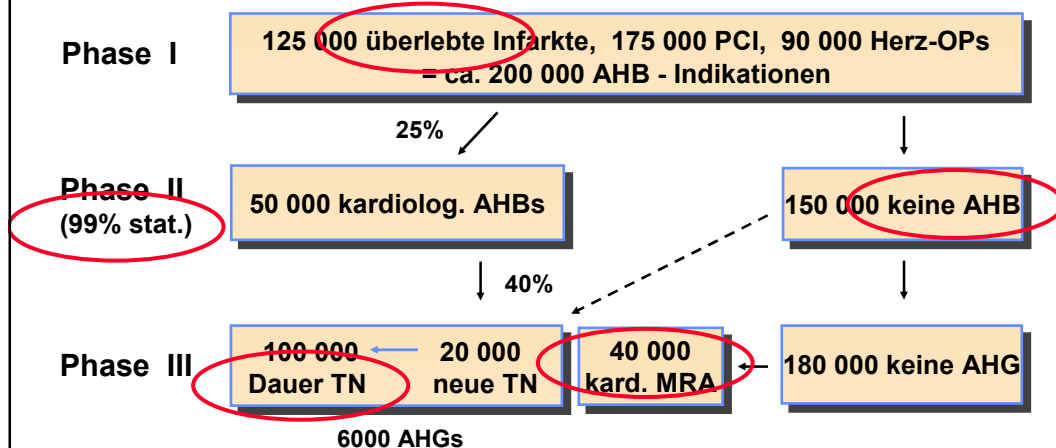 Phase I
125 000 überlebte Infarkte, 175 000 PCI, 90 000 Herz-OPs
= ca. 200 000 AHB - Indikationen
25%
Phase II
(99% stat.)
50 000 kardiolog. AHBs
150 000 keine AHB
40%
Phase III
100 000
Dauer TN
20 000
neue TN
40 000
kard. MRA
180 000 keine AHG
6000 AHGs